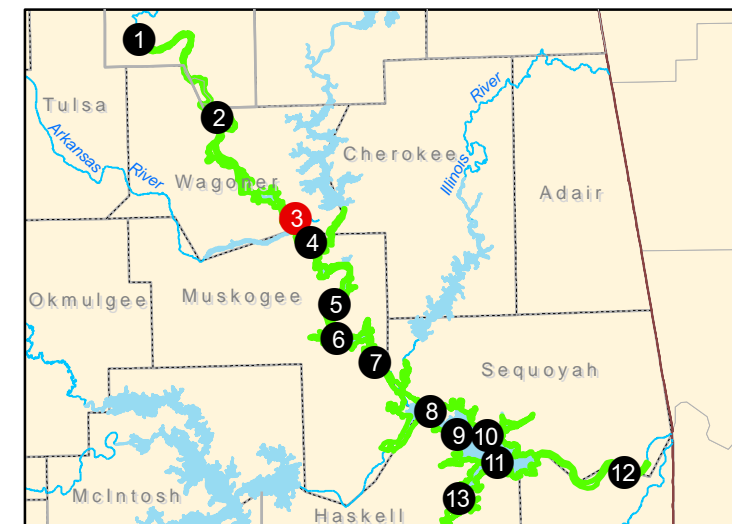 1
2
Tulsa
Arkansas
River
Wagoner
Cherokee
Illinois
River
Adair
3
4
Okmulgee
Muskogee
5
6
7
Sequoyah
8
9
10
11
12
13
McIntosh
Haskell